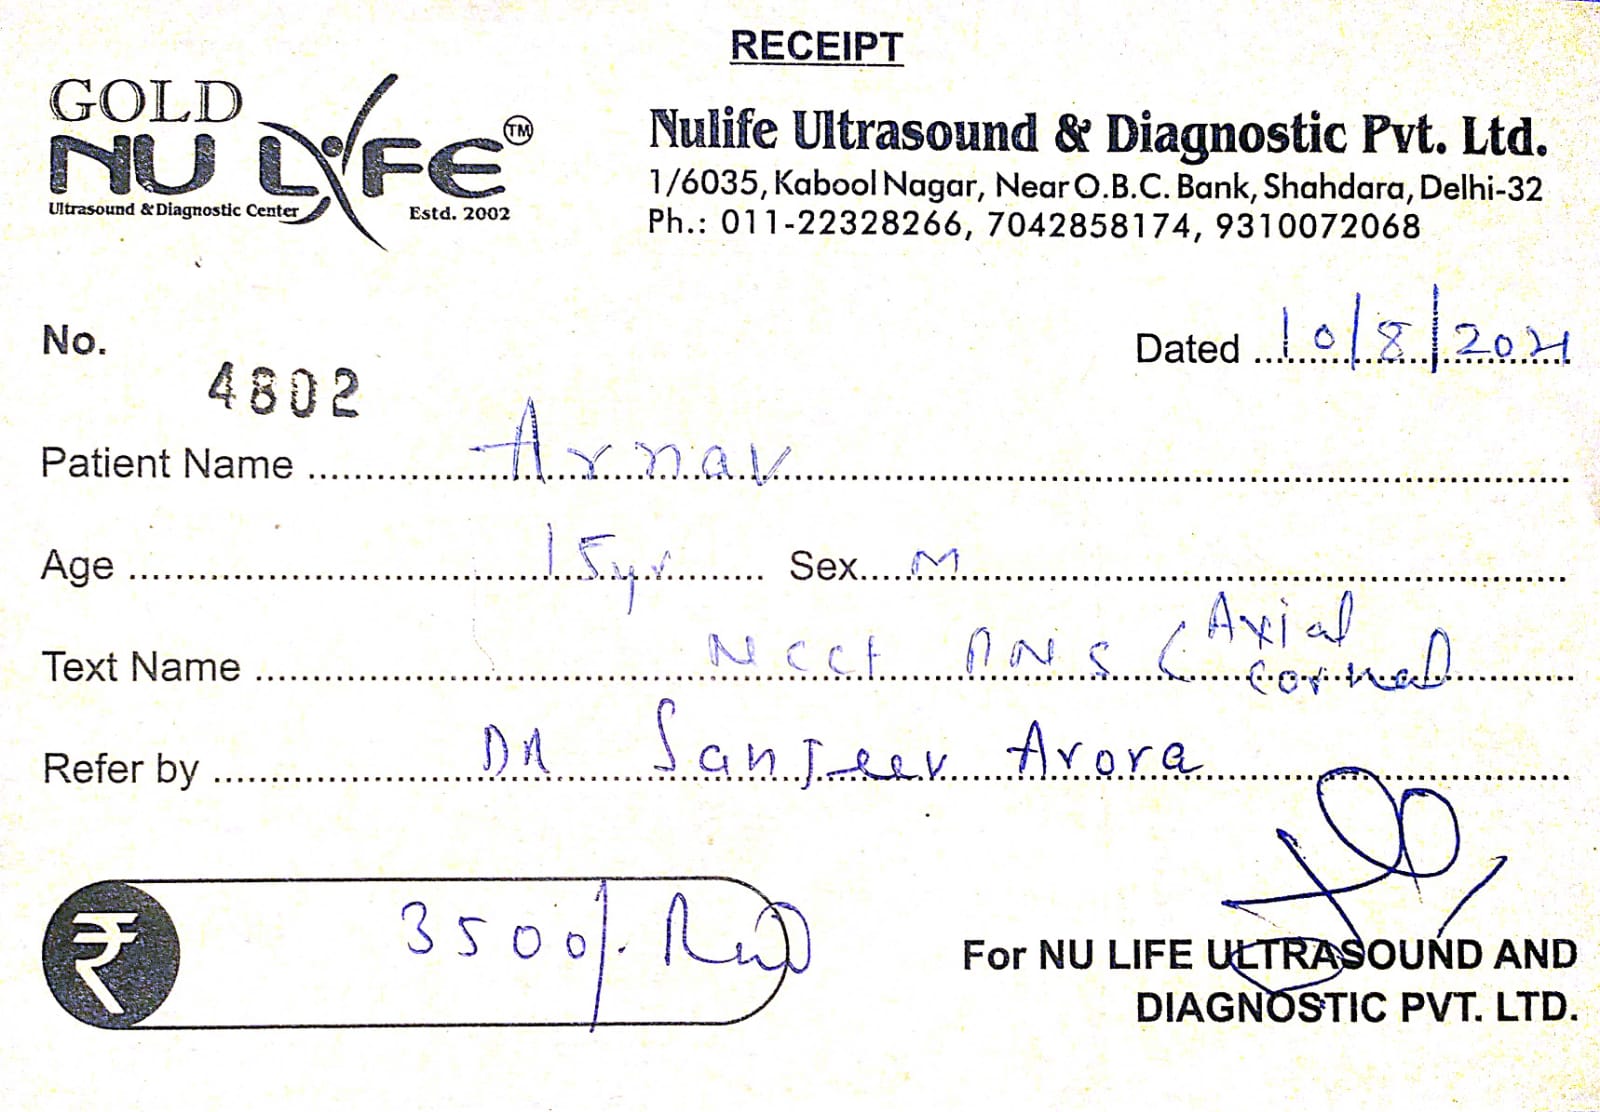 RECEIPT
GOLD
NU LIFE TM
Ultrasound & Diagnostic Center Estd. 2002
Nulife Ultrasound & Diagnostic Pvt. Ltd.
1/6035, Kabool Nagar, Near O.B.C. Bank, Shahdara, Delhi-32
Ph.: 011-22328266, 7042858174, 9310072068
No. 4802
Dated 10/8/2021
Patient Name Arnav
Age 15yr Sex M
Text Name NCCT PNS ( Axial
Cornal
Refer by DR Sanjeev Arora
₹ 3500/-
For NU LIFE ULTRASOUND AND
DIAGNOSTIC PVT. LTD.